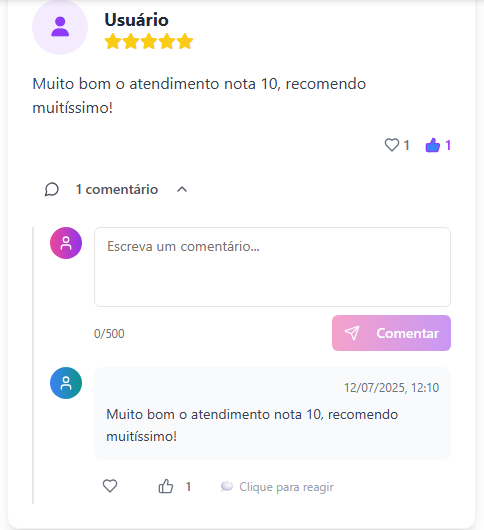 Usuário
Muito bom o atendimento nota 10, recomendo
muitíssimo!
1 1
1 comentário
Escreva um comentário...
0/500 Comentar
12/07/2025, 12:10
Muito bom o atendimento nota 10, recomendo
muitíssimo!
1 Clique para reagir